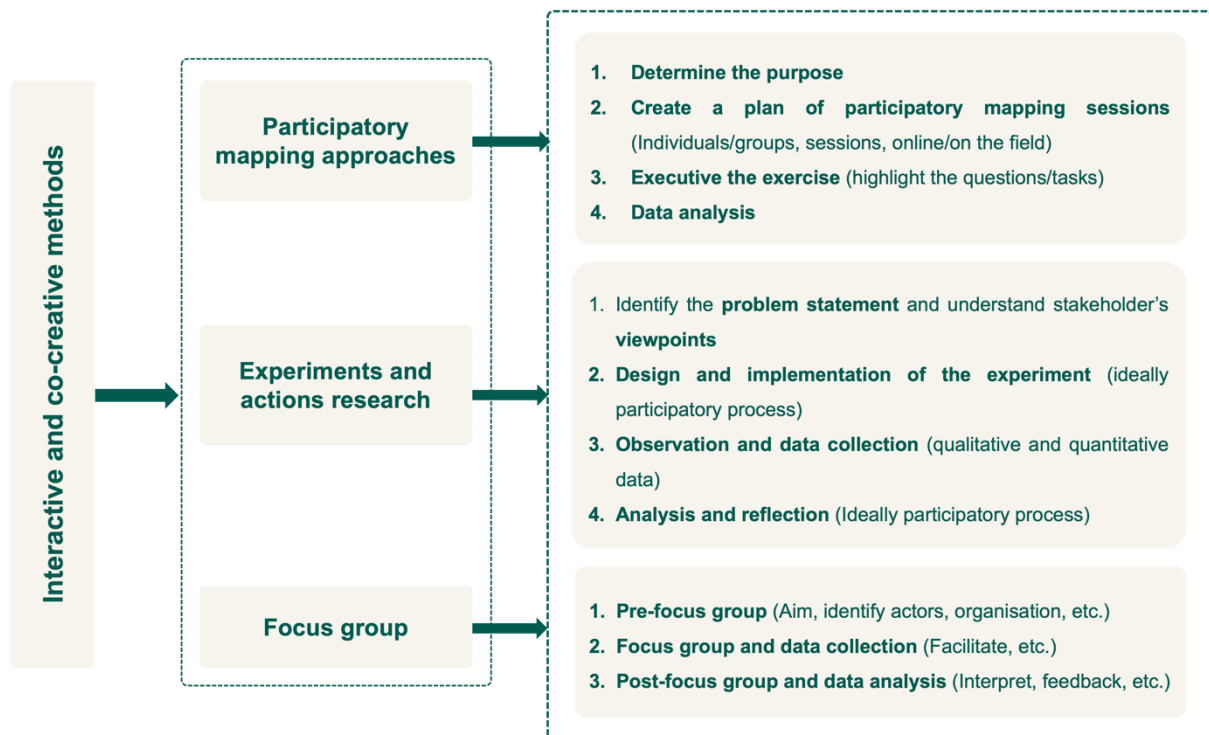 Interactive and co-creative methods
Participatory
mapping approaches
1. Determine the purpose
2. Create a plan of participatory mapping sessions
(Individuals/groups, sessions, online/on the field)
3. Executive the exercise (highlight the questions/tasks)
4. Data analysis
Experiments and
actions research
1. Identify the problem statement and understand stakeholder’s
viewpoints
2. Design and implementation of the experiment (ideally
participatory process)
3. Observation and data collection (qualitative and quantitative
data)
4. Analysis and reflection (Ideally participatory process)
Focus group
1. Pre-focus group (Aim, identify actors, organisation, etc.)
2. Focus group and data collection (Facilitate, etc.)
3. Post-focus group and data analysis (Interpret, feedback, etc.)